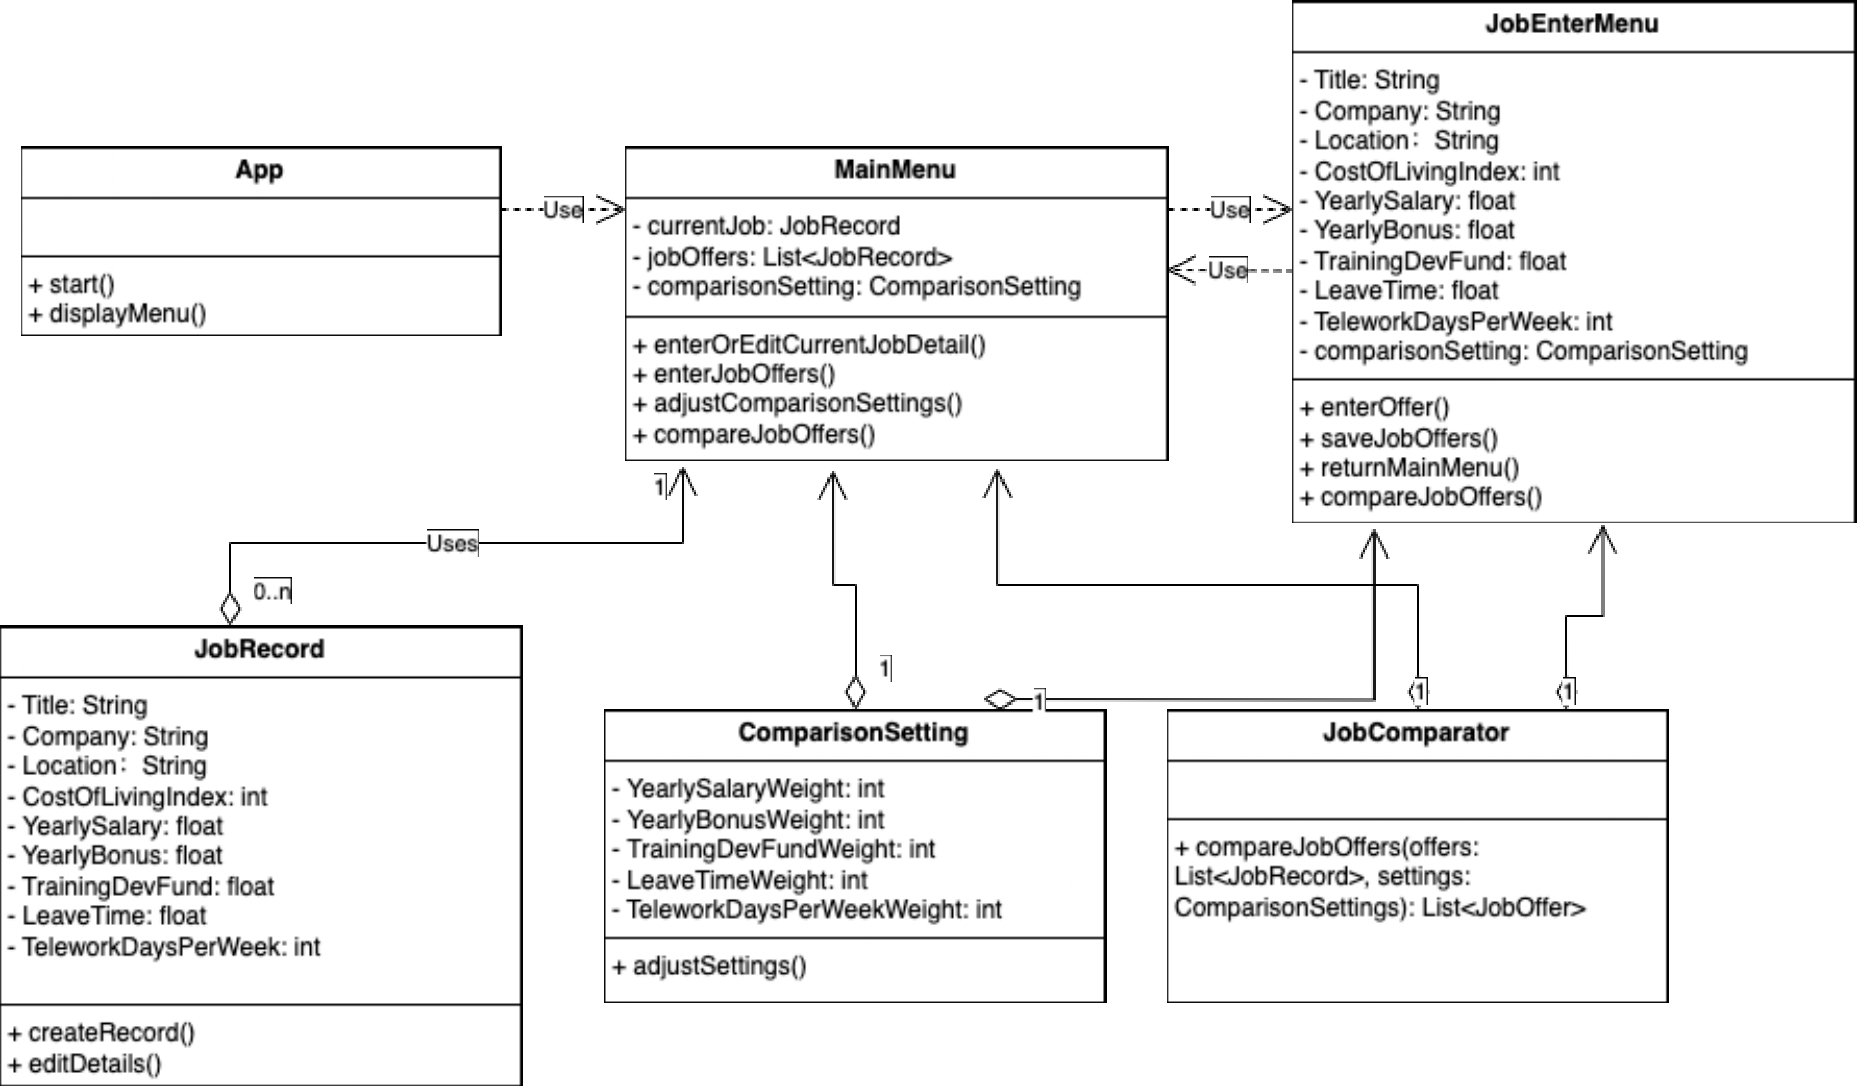 JobEnterMenu
- Title: String
- Company: String
- Location: String
- CostOfLivingIndex: int
- YearlySalary: float
- YearlyBonus: float
- TrainingDevFund: float
- LeaveTime: float
- TeleworkDaysPerWeek: int
- comparisonSetting: ComparisonSetting
+ enterOffer()
+ saveJobOffers()
+ returnMainMenu()
+ compareJobOffers()
App
+ start()
+ displayMenu()
Use
MainMenu
- currentJob: JobRecord
- jobOffers: List<JobRecord>
- comparisonSetting: ComparisonSetting
+ enterOrEditCurrentJobDetail()
+ enterJobOffers()
+ adjustComparisonSettings()
+ compareJobOffers()
Use
Use
1
Uses
0..n
1
1
1
1
JobRecord
- Title: String
- Company: String
- Location: String
- CostOfLivingIndex: int
- YearlySalary: float
- YearlyBonus: float
- TrainingDevFund: float
- LeaveTime: float
- TeleworkDaysPerWeek: int
+ createRecord()
+ editDetails()
ComparisonSetting
- YearlySalaryWeight: int
- YearlyBonusWeight: int
- TrainingDevFundWeight: int
- LeaveTimeWeight: int
- TeleworkDaysPerWeekWeight: int
+ adjustSettings()
JobComparator
+ compareJobOffers(offers:
List<JobRecord>, settings:
ComparisonSettings): List<JobOffer>